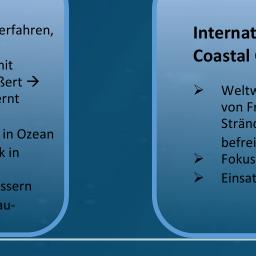 erfahren,
mit
ßert →
ernt
in Ozean
k in
ssern
au-
Internat
Coastal
➢ Weltw
von Fr
Stränd
befrei
➢ Fokus
➢ Einsat